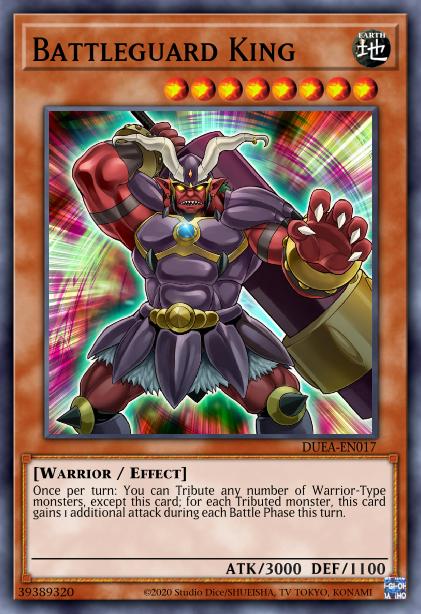 BATTLEGUARD KING
EARTH
地
DUEA-EN017
[WARRIOR / EFFECT]
Once per turn: You can Tribute any number of Warrior-Type
monsters, except this card; for each Tributed monster, this card
gains 1 additional attack during each Battle Phase this turn.
ATK/3000 DEF/1100
39389320
©2020 Studio Dice/SHUEISHA, TV TOKYO, KONAMI